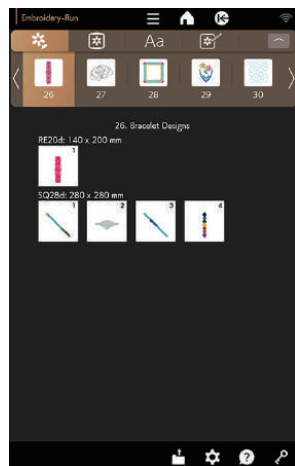 Embroidery-Run
Aa
26 27 28 29 30
26. Bracelet Designs
RE20d: 140 x 200 mm
1
SQ28d: 280 x 280 mm
1 2 3 4
?